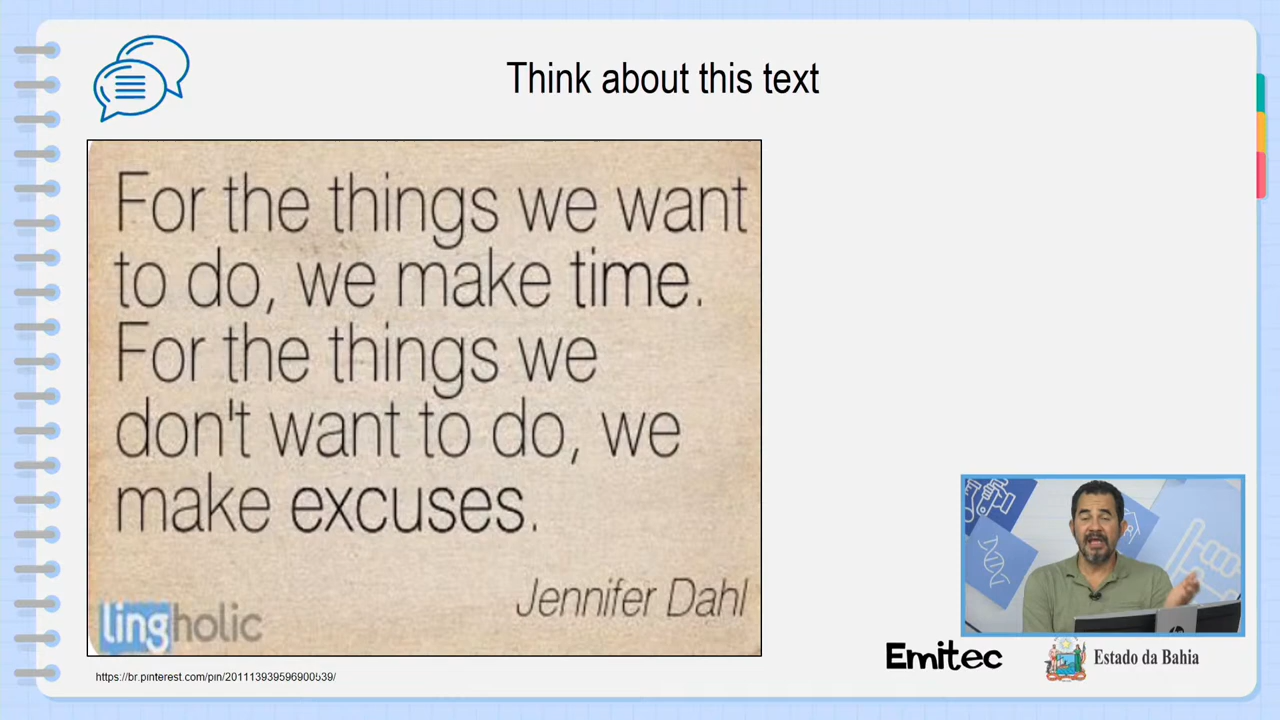 Think about this text
For the things we want
to do, we make time.
For the things we
don't want to do, we
make excuses.
Jennifer Dahl
lingholic
https://br.pinterest.com/pin/201113939596900539/
Emitec
Estado da Bahia